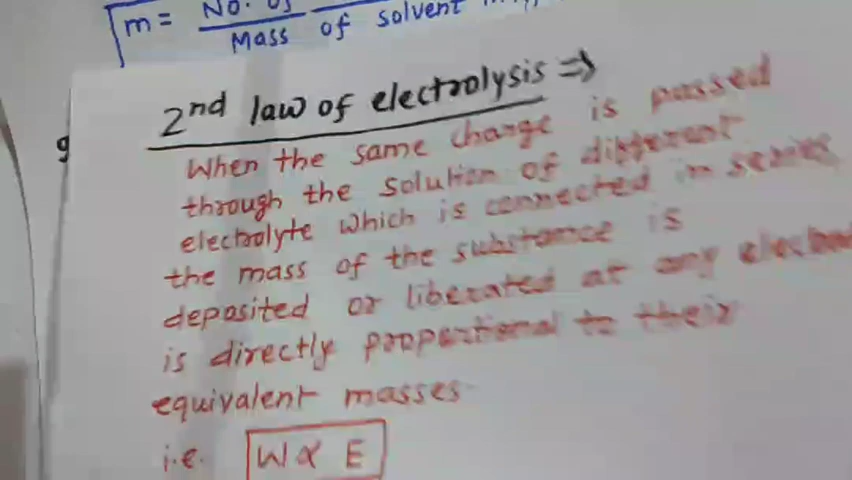 m = No. of
Mass of solvent
2nd law of electrolysis ⇒
When the same charge is passed
through the solution of different
electrolyte which is connected in series
the mass of the substance is
deposited or liberated at any
is directly proportional to their
equivalent masses
i.e. W ∝ E